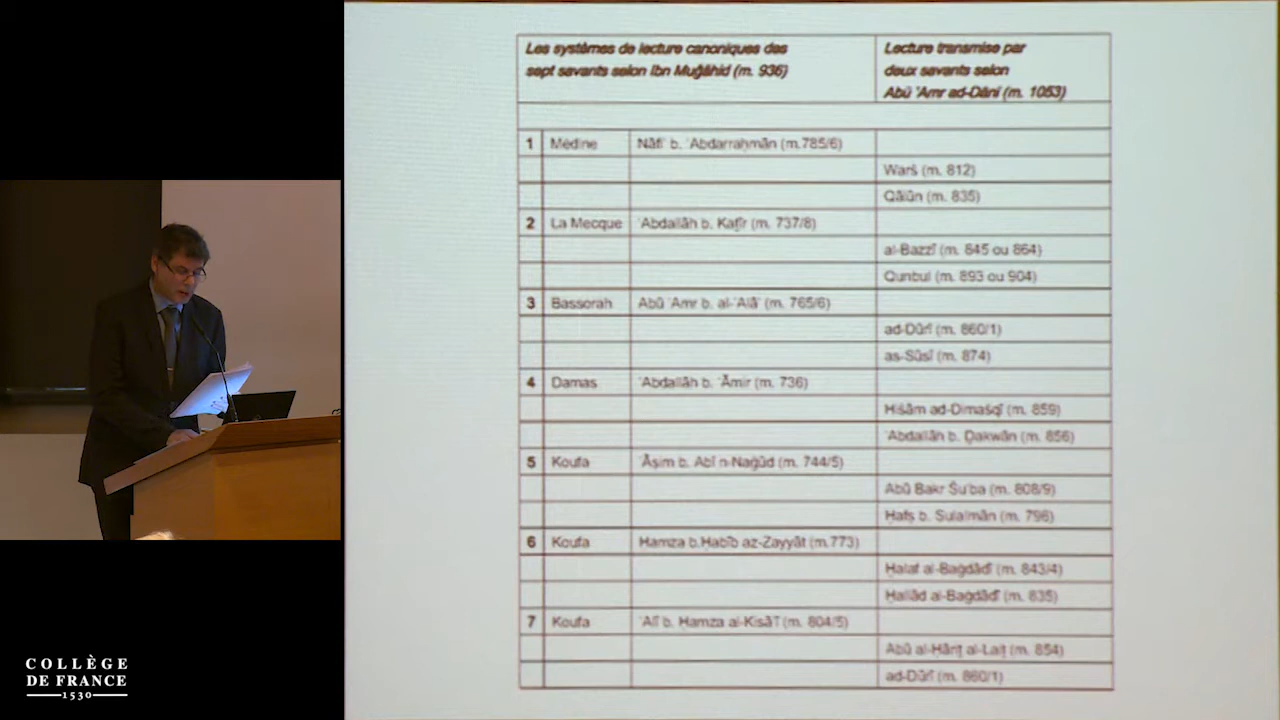 Les systèmes de lecture canoniques des
sept savants selon Ibn Muǧāhid (m. 936)
Lecture transmise par
deux savants selon
Abū ʿAmr ad-Dānī (m. 1053)
1 Médine Nāfiʿ b. ʿAbdarraḥmān (m.785/6)
Warš (m. 812)
Qālūn (m. 835)
2 La Mecque ʿAbdallāh b. Kaṯīr (m. 737/8)
al-Bazzī (m. 845 ou 864)
Qunbul (m. 893 ou 904)
3 Bassorah Abū ʿAmr b. al-ʿAlāʾ (m. 765/6)
ad-Dūrī (m. 860/1)
as-Sūsī (m. 874)
4 Damas ʿAbdallāh b. ʿĀmir (m. 736)
Hišām ad-Dimašqī (m. 859)
ʿAbdallāh b. Ḏakwān (m. 856)
5 Koufa ʿĀṣim b. Abī n-Naǧūd (m. 744/5)
Abū Bakr Šuʿba (m. 808/9)
Ḥafṣ b. Sulaimān (m. 796)
6 Koufa Hamza b.Ḥabīb az-Zayyāt (m.773)
Ḫalaf al-Baġdādī (m. 843/4)
Ḫallād al-Baġdādī (m. 835)
7 Koufa ʿAlī b. Ḥamza al-Kisāʾī (m. 804/5)
Abū al-Ḥāriṯ al-Laiṯ (m. 854)
ad-Dūrī (m. 860/1)
COLLÈGE
DE FRANCE
1530